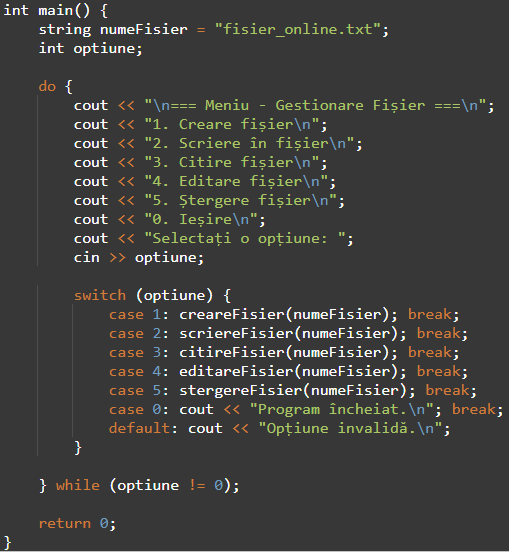 int main() {
    string numeFisier = "fisier_online.txt";
    int optiune;

    do {
        cout << "\n=== Meniu - Gestionare Fișier ===\n";
        cout << "1. Creare fișier\n";
        cout << "2. Scriere în fișier\n";
        cout << "3. Citire fișier\n";
        cout << "4. Editare fișier\n";
        cout << "5. Ștergere fișier\n";
        cout << "0. Ieșire\n";
        cout << "Selectați o opțiune: ";
        cin >> optiune;

        switch (optiune) {
            case 1: creareFisier(numeFisier); break;
            case 2: scriereFisier(numeFisier); break;
            case 3: citireFisier(numeFisier); break;
            case 4: editareFisier(numeFisier); break;
            case 5: stergereFisier(numeFisier); break;
            case 0: cout << "Program încheiat.\n"; break;
            default: cout << "Opțiune invalidă.\n";
        }

    } while (optiune != 0);

    return 0;
}